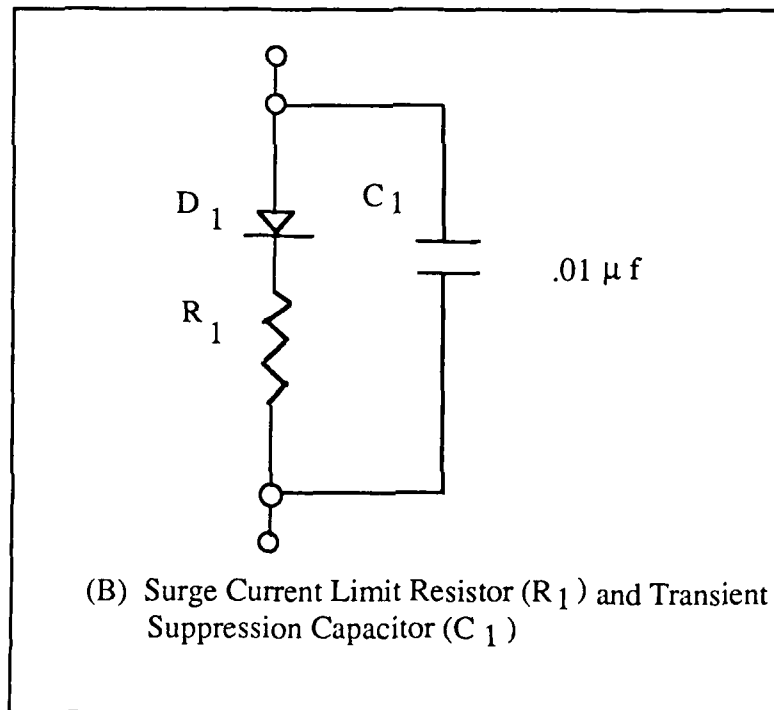 D 1
C 1
.01 μ f
R 1
(B) Surge Current Limit Resistor (R 1 ) and Transient
Suppression Capacitor (C 1 )